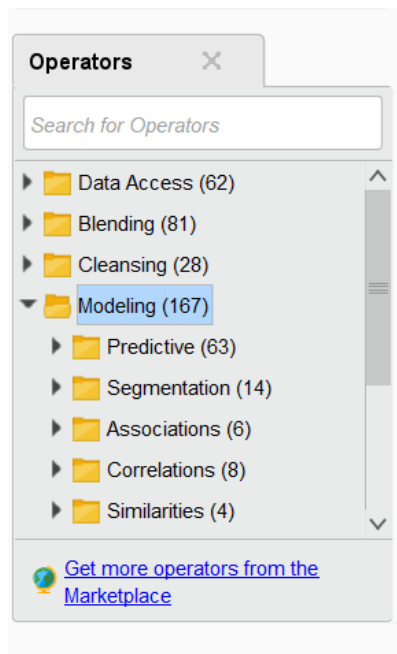 Operators
Search for Operators
Data Access (62)
Blending (81)
Cleansing (28)
Modeling (167)
Predictive (63)
Segmentation (14)
Associations (6)
Correlations (8)
Similarities (4)
Get more operators from the
Marketplace